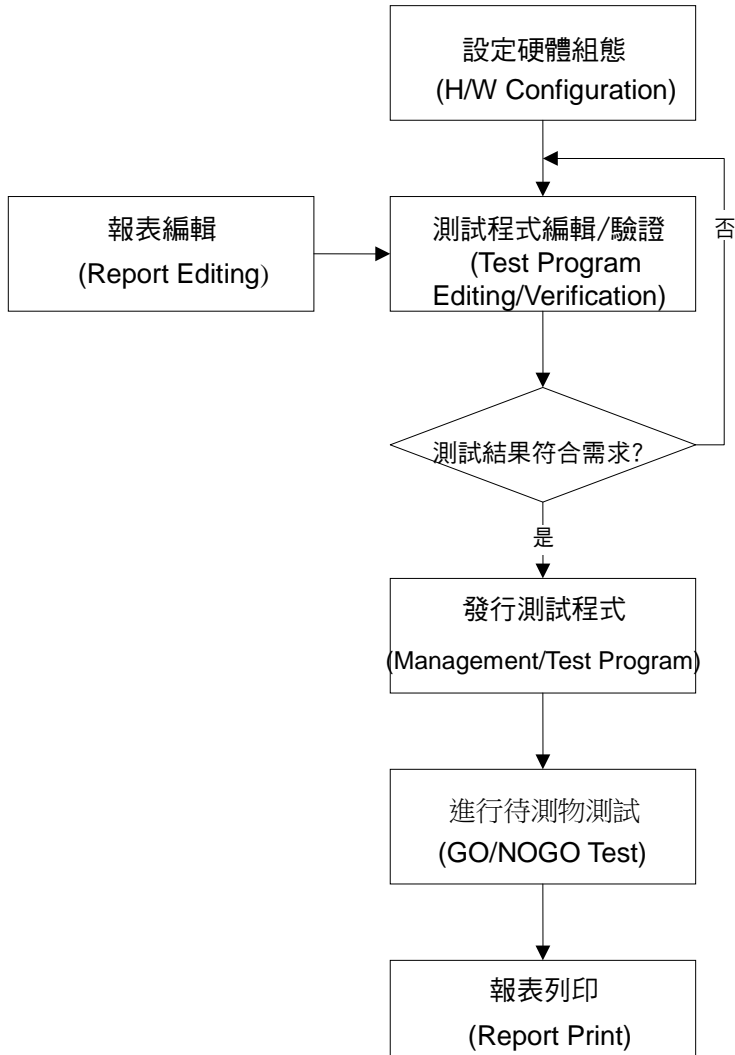 設定硬體組態
(H/W Configuration)
報表編輯
(Report Editing)
測試程式編輯/驗證
(Test Program
Editing/Verification)
否
測試結果符合需求?
是
發行測試程式
(Management/Test Program)
進行待測物測試
(GO/NOGO Test)
報表列印
(Report Print)